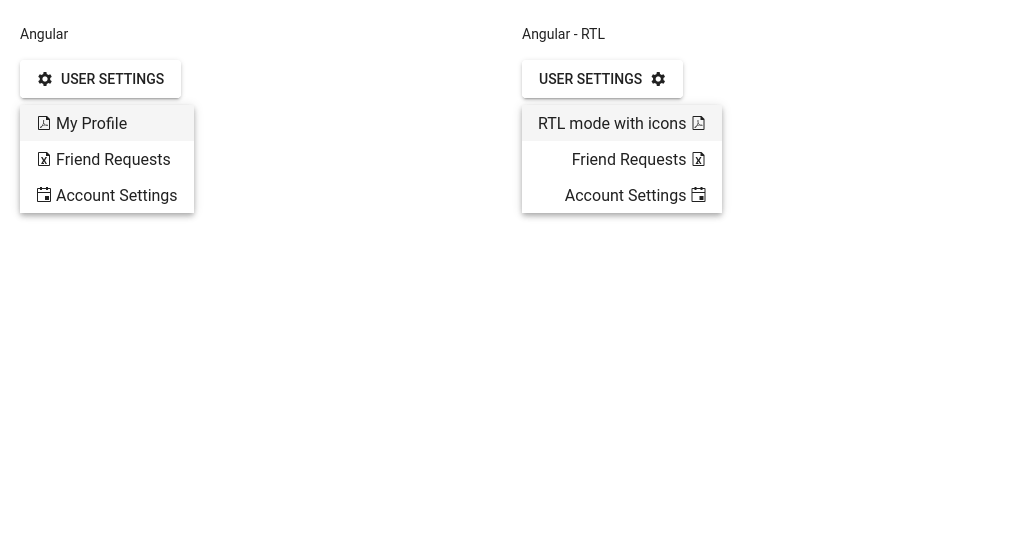 Angular
USER SETTINGS
My Profile
Friend Requests
Account Settings
Angular - RTL
USER SETTINGS
RTL mode with icons
Friend Requests
Account Settings